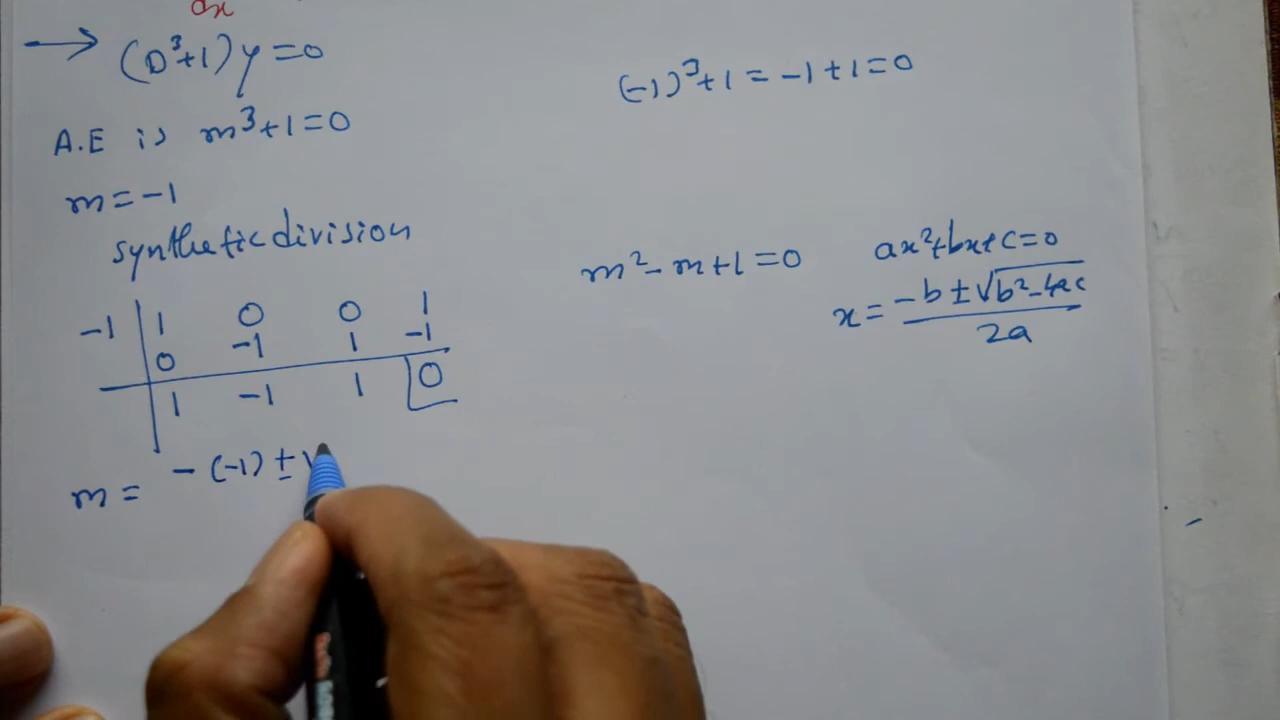 dx
→ (D³+1)y=0
A.E is m³+1=0
m=-1
synthetic division
-1 | 1 0 0 1
0 -1 1 -1
1 -1 1 0
m = -(-1) ± √
(-1)³+1 = -1+1=0
m²-m+1=0
ax²+bx+c=0
x = -b±√b²-4ac
2a